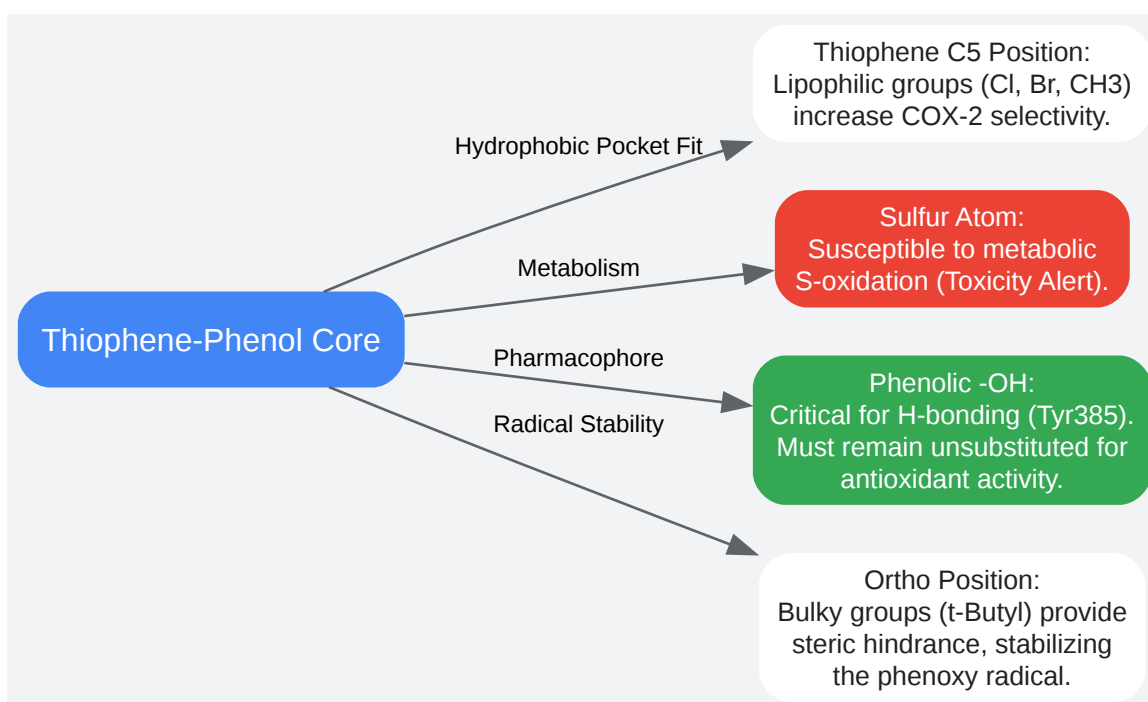 Thiophene C5 Position:
Lipophilic groups (Cl, Br, CH3)
increase COX-2 selectivity.
Hydrophobic Pocket Fit
Sulfur Atom:
Susceptible to metabolic
S-oxidation (Toxicity Alert).
Metabolism
Thiophene-Phenol Core
Pharmacophore
Phenolic -OH:
Critical for H-bonding (Tyr385).
Must remain unsubstituted for
antioxidant activity.
Radical Stability
Ortho Position:
Bulky groups (t-Butyl) provide
steric hindrance, stabilizing
the phenoxy radical.